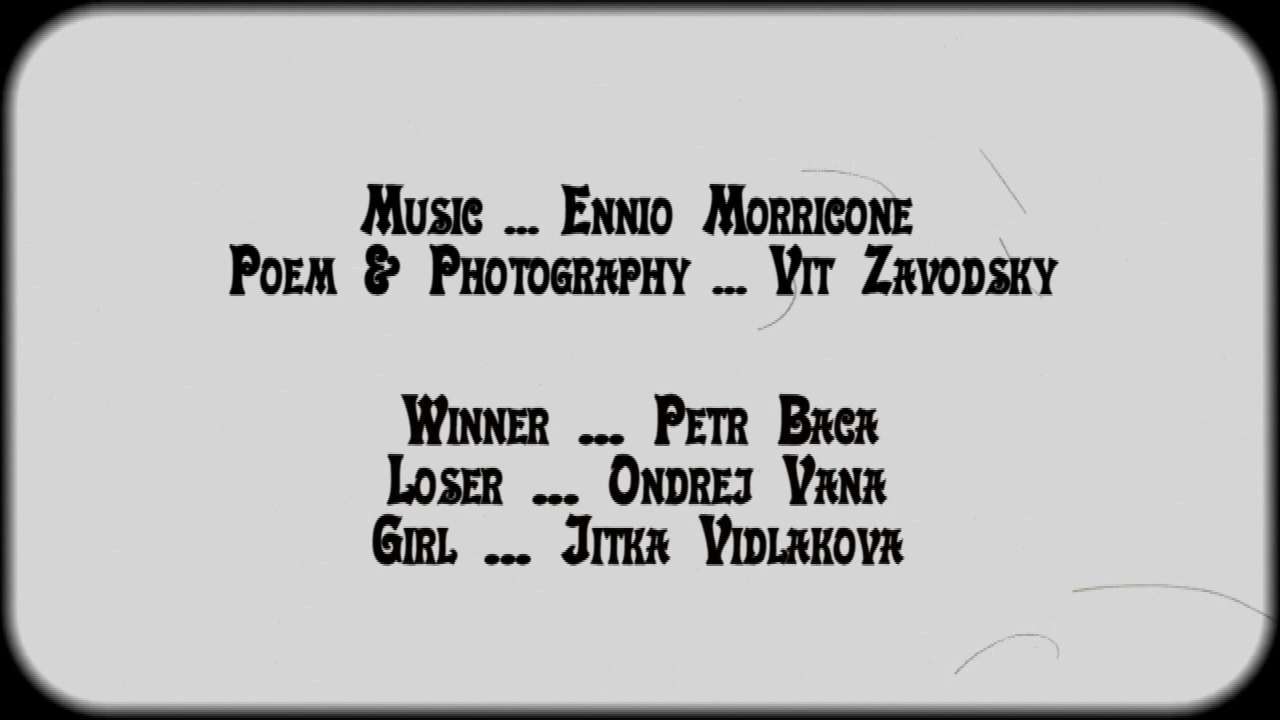 Music ... Ennio Morricone
Poem & Photography ... Vit Zavodsky
Winner ... Petr Baca
Loser ... Ondrej Vana
Girl ... Jitka Vidlakova